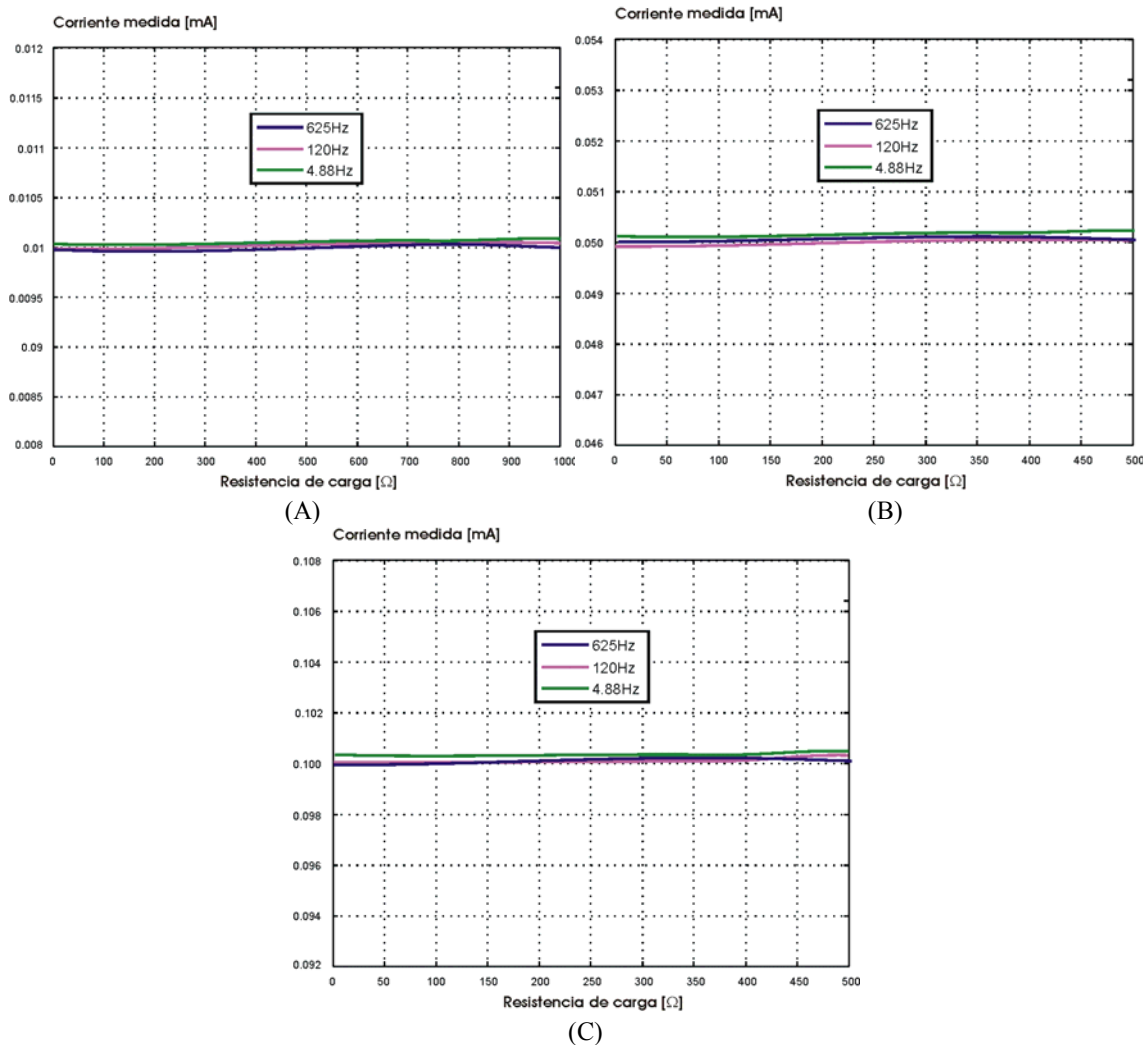 Corriente medida [mA]
0.012
0.0115
0.011
0.0105
0.01
0.0095
0.09
0.0085
0.008
625Hz
120Hz
4.88Hz
0 100 200 300 400 500 600 700 800 900 1000
Resistencia de carga [Ω]
(A)
Corriente medida [mA]
0.054
0.053
0.052
0.051
0.050
0.049
0.048
0.047
0.046
625Hz
120Hz
4.88Hz
0 50 100 150 200 250 300 350 400 450 500
Resistencia de carga [Ω]
(B)
Corriente medida [mA]
0.108
0.106
0.104
0.102
0.100
0.098
0.096
0.094
0.092
625Hz
120Hz
4.88Hz
0 50 100 150 200 250 300 350 400 450 500
Resistencia de carga [Ω]
(C)